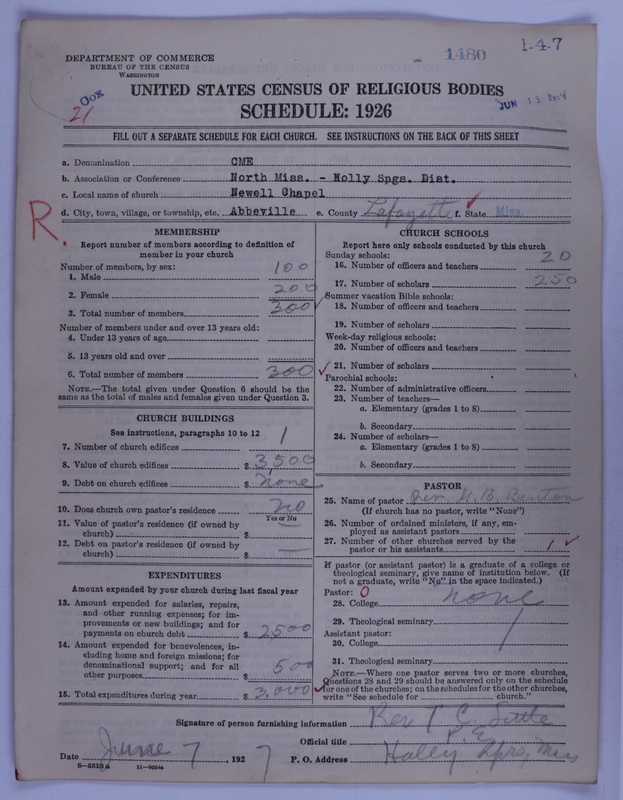 DEPARTMENT OF COMMERCE
BUREAU OF THE CENSUS
WASHINGTON
1480
1-4-7
UNITED STATES CENSUS OF RELIGIOUS BODIES
SCHEDULE: 1926
JUN 13
21
FILL OUT A SEPARATE SCHEDULE FOR EACH CHURCH. SEE INSTRUCTIONS ON THE BACK OF THIS SHEET
a. Denomination CME
b. Association or Conference North Miss. - Holly Spgs. Dist.
c. Local name of church Newell Chapel
d. City, town, village, or township, etc. Abbeville e. County Lafayette f. State Miss.
R.
MEMBERSHIP
Report number of members according to definition of
member in your church
Number of members, by sex:
1. Male 100
2. Female 200
3. Total number of members 300
Number of members under and over 13 years old:
4. Under 13 years of age
5. 13 years old and over
6. Total number of members 300
NOTE.—The total given under Question 6 should be the
same as the total of males and females given under Question 3.
CHURCH BUILDINGS
See instructions, paragraphs 10 to 12
7. Number of church edifices 1
8. Value of church edifices $ 3,500
9. Debt on church edifices $ None
10. Does church own pastor's residence? no
Yes or No
11. Value of pastor's residence (if owned by
church) $
12. Debt on pastor's residence (if owned by
church) $ —
EXPENDITURES
Amount expended by your church during last fiscal year
13. Amount expended for salaries, repairs,
and other running expenses; for im-
provements or new buildings; and for
payments on church debt $ 2500
14. Amount expended for benevolences, in-
cluding home and foreign missions; for
denominational support; and for all
other purposes $ 500
15. Total expenditures during year $ 3,000
CHURCH SCHOOLS
Report here only schools conducted by this church
Sunday schools:
16. Number of officers and teachers 20
17. Number of scholars 250
Summer vacation Bible schools:
18. Number of officers and teachers
19. Number of scholars
Week-day religious schools:
20. Number of officers and teachers
21. Number of scholars
Parochial schools:
22. Number of administrative officers
23. Number of teachers—
a. Elementary (grades 1 to 8)
b. Secondary
24. Number of scholars—
a. Elementary (grades 1 to 8)
b. Secondary
PASTOR
25. Name of pastor Rev. Benton
(If church has no pastor, write "None")
26. Number of ordained ministers, if any, em-
ployed as assistant pastors
27. Number of other churches served by the
pastor or his assistants 1
If pastor (or assistant pastor) is a graduate of a college or
theological seminary, give name of institution below. (If
not a graduate, write "No" in the space indicated.)
Pastor: 0
28. College none
29. Theological seminary
Assistant pastor:
30. College
31. Theological seminary
NOTE.—Where one pastor serves two or more churches,
Questions 28 and 29 should be answered only on the schedule
for one of the churches; on the schedules for the other churches,
write "See schedule for church."
Signature of person furnishing information Rev T C
Official title P. E.
Date June 7, 1927 P. O. Address Holly Spgs, Miss
6—5518a 11—9054a